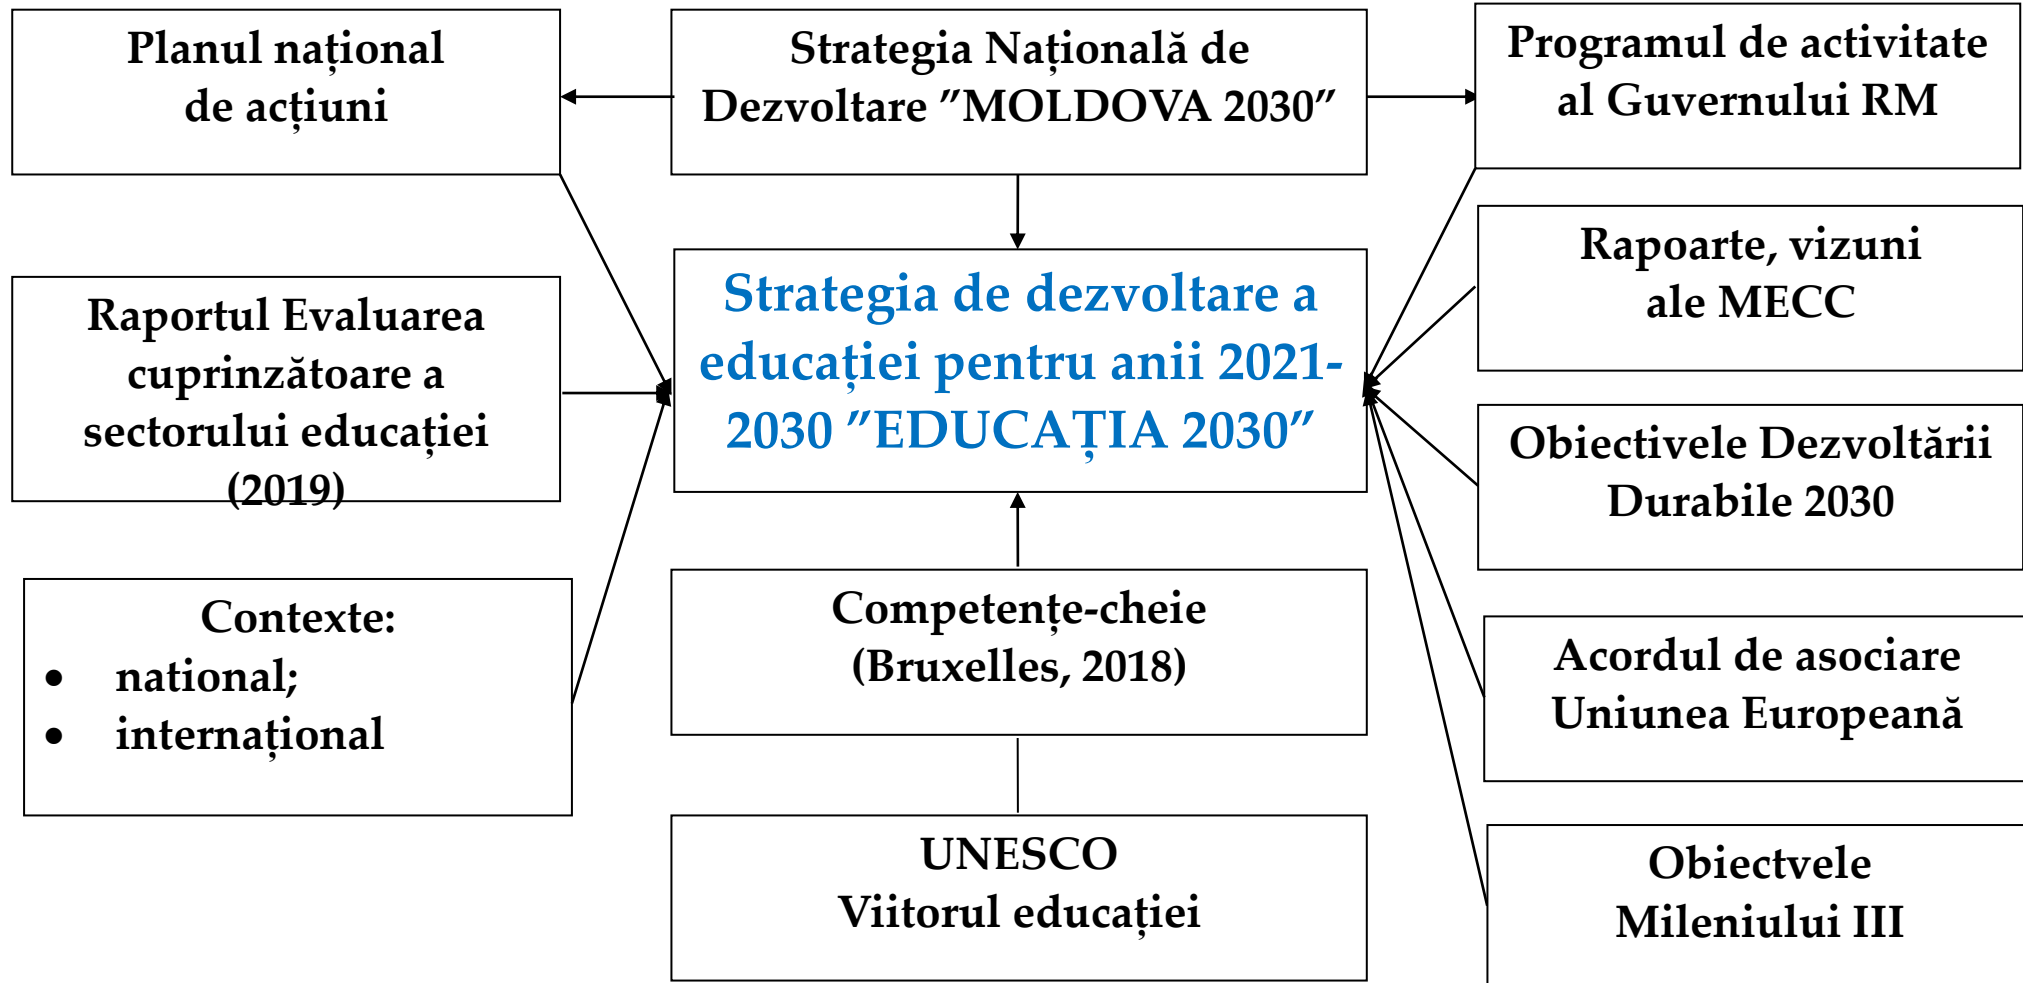 Planul național
de acțiuni
Strategia Națională de
Dezvoltare ”MOLDOVA 2030”
Programul de activitate
al Guvernului RM
Raportul Evaluarea
cuprinzătoare a
sectorului educației
(2019)
Strategia de dezvoltare a
educației pentru anii 2021-
2030 ”EDUCAȚIA 2030”
Rapoarte, vizuni
ale MECC
Obiectivele Dezvoltării
Durabile 2030
Contexte:
• national;
• internațional
Competențe-cheie
(Bruxelles, 2018)
Acordul de asociare
Uniunea Europeană
UNESCO
Viitorul educației
Obiectvele
Mileniului III